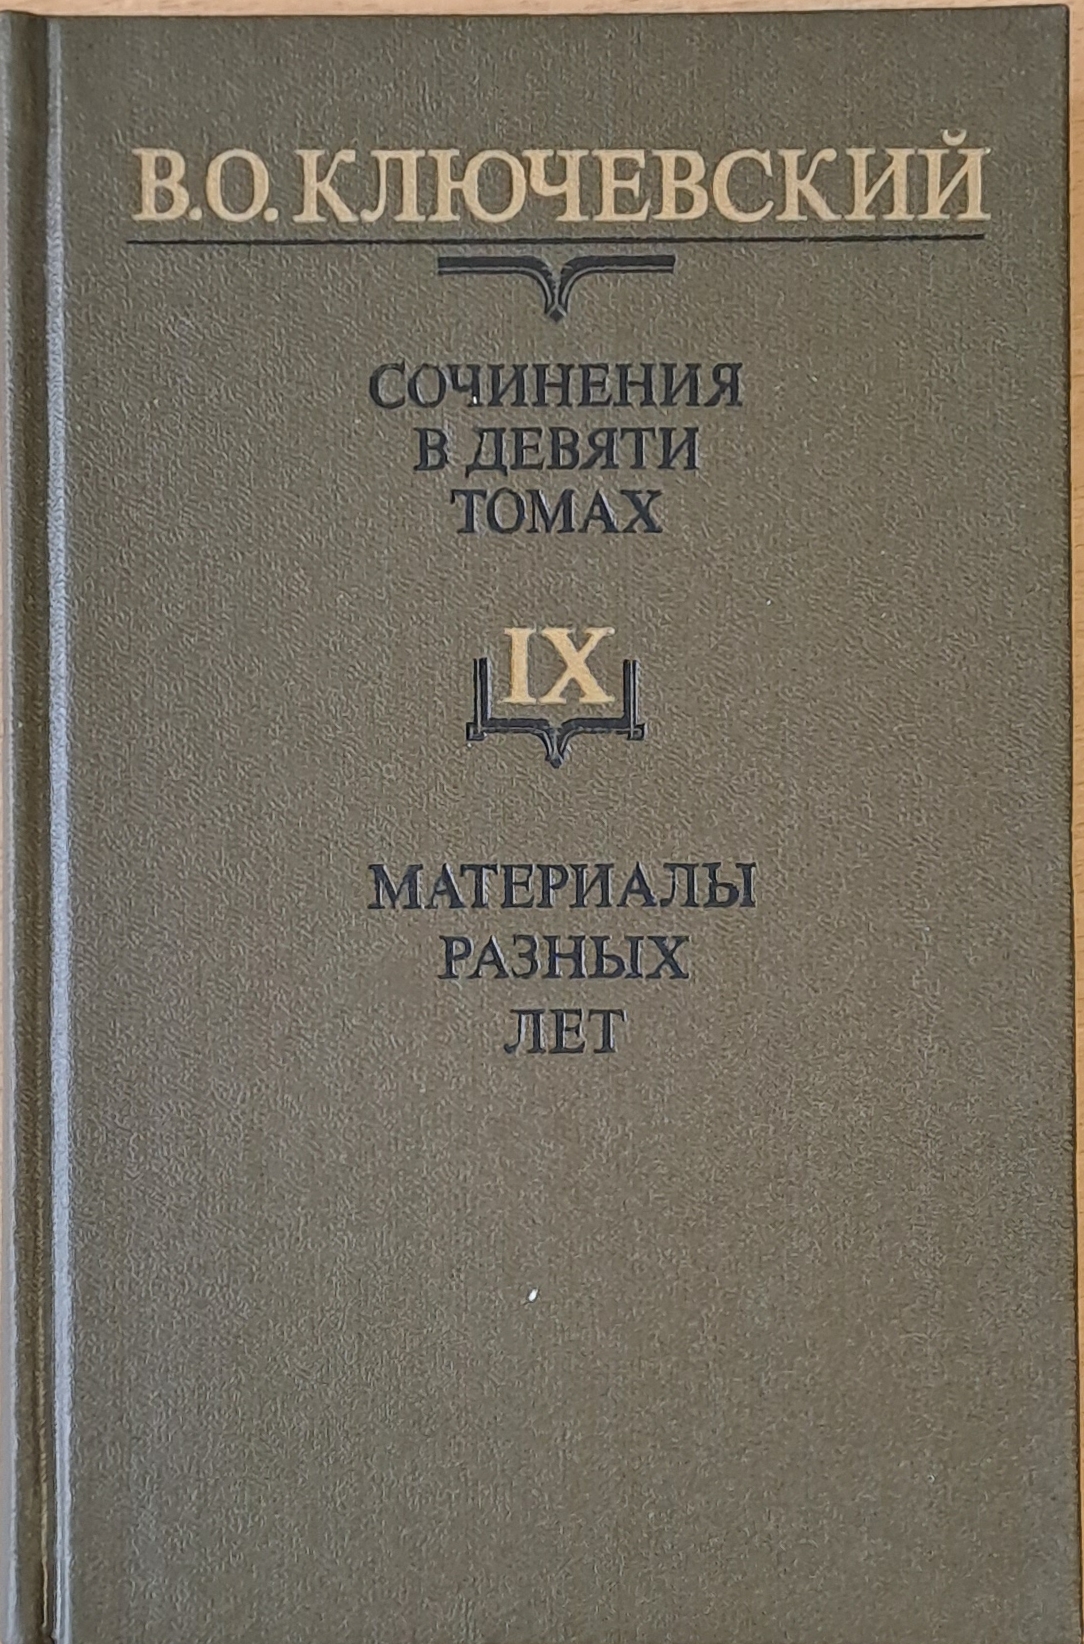 В.О.КЛЮЧЕВСКИЙ
СОЧИНЕНИЯ
В ДЕВЯТИ
ТОМАХ
IX
МАТЕРИАЛЫ
РАЗНЫХ
ЛЕТ